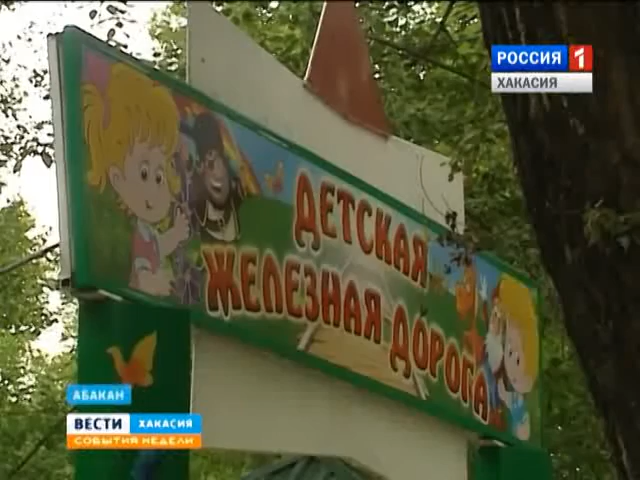 РОССИЯ 1
ХАКАСИЯ
ДЕТСКАЯ
ЖЕЛЕЗНАЯ ДОРОГА
АБАКАН
ВЕСТИ ХАКАСИЯ
СОБЫТИЯ НЕДЕЛИ